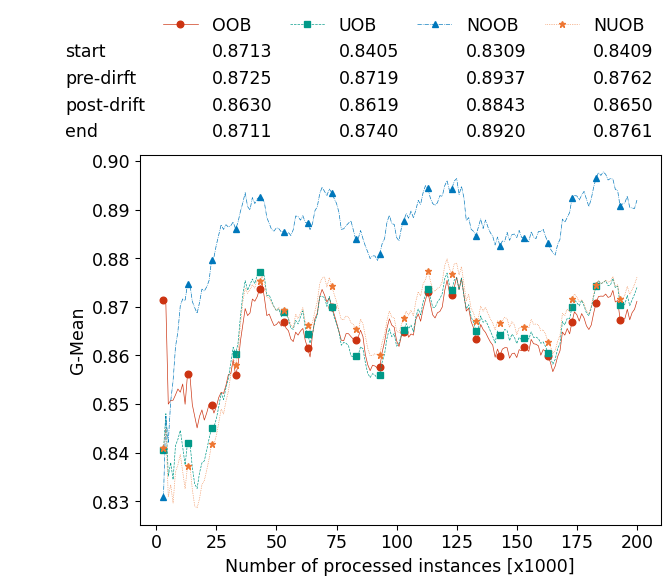 OOB UOB NOOB NUOB
start 0.8713 0.8405 0.8309 0.8409
pre-dirft 0.8725 0.8719 0.8937 0.8762
post-drift 0.8630 0.8619 0.8843 0.8650
end 0.8711 0.8740 0.8920 0.8761
0.90
0.89
0.88
0.87
0.86
0.85
0.84
0.83
G-Mean
0 25 50 75 100 125 150 175 200
Number of processed instances [x1000]